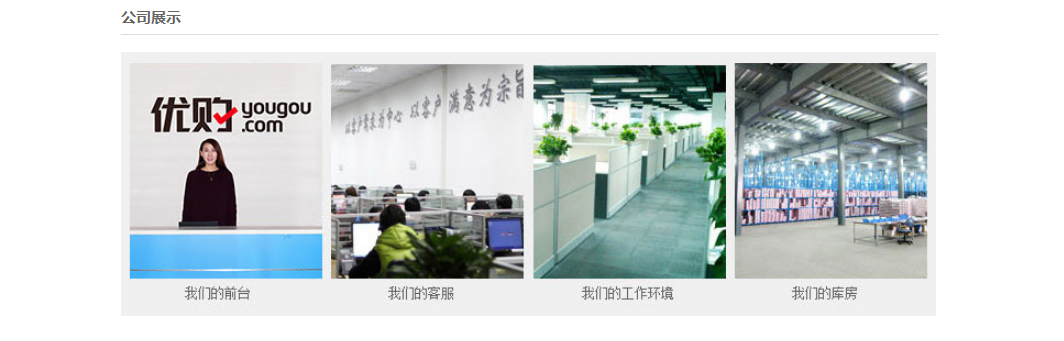 公司展示
优购 yougou
.com
以客户需求为中心 以客户满意为宗旨
我们的前台
我们的客服
我们的工作环境
我们的库房